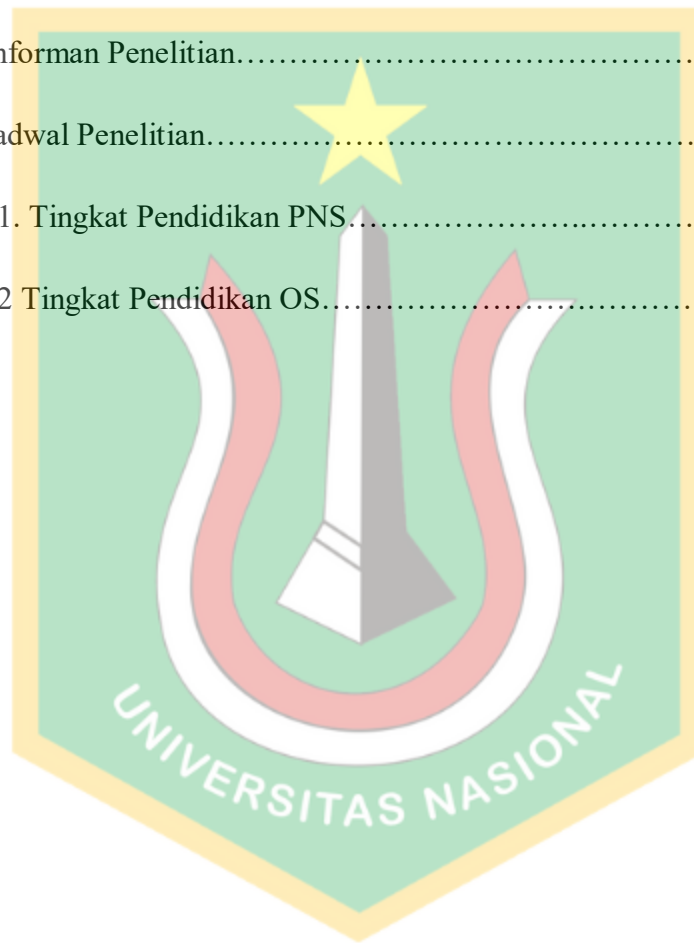 nforman Penelitian……………………………………
adwal Penelitian…………………………………………
1. Tingkat Pendidikan PNS…………………..…………
2 Tingkat Pendidikan OS…………………………………
UNIVERSITAS NASIONAL